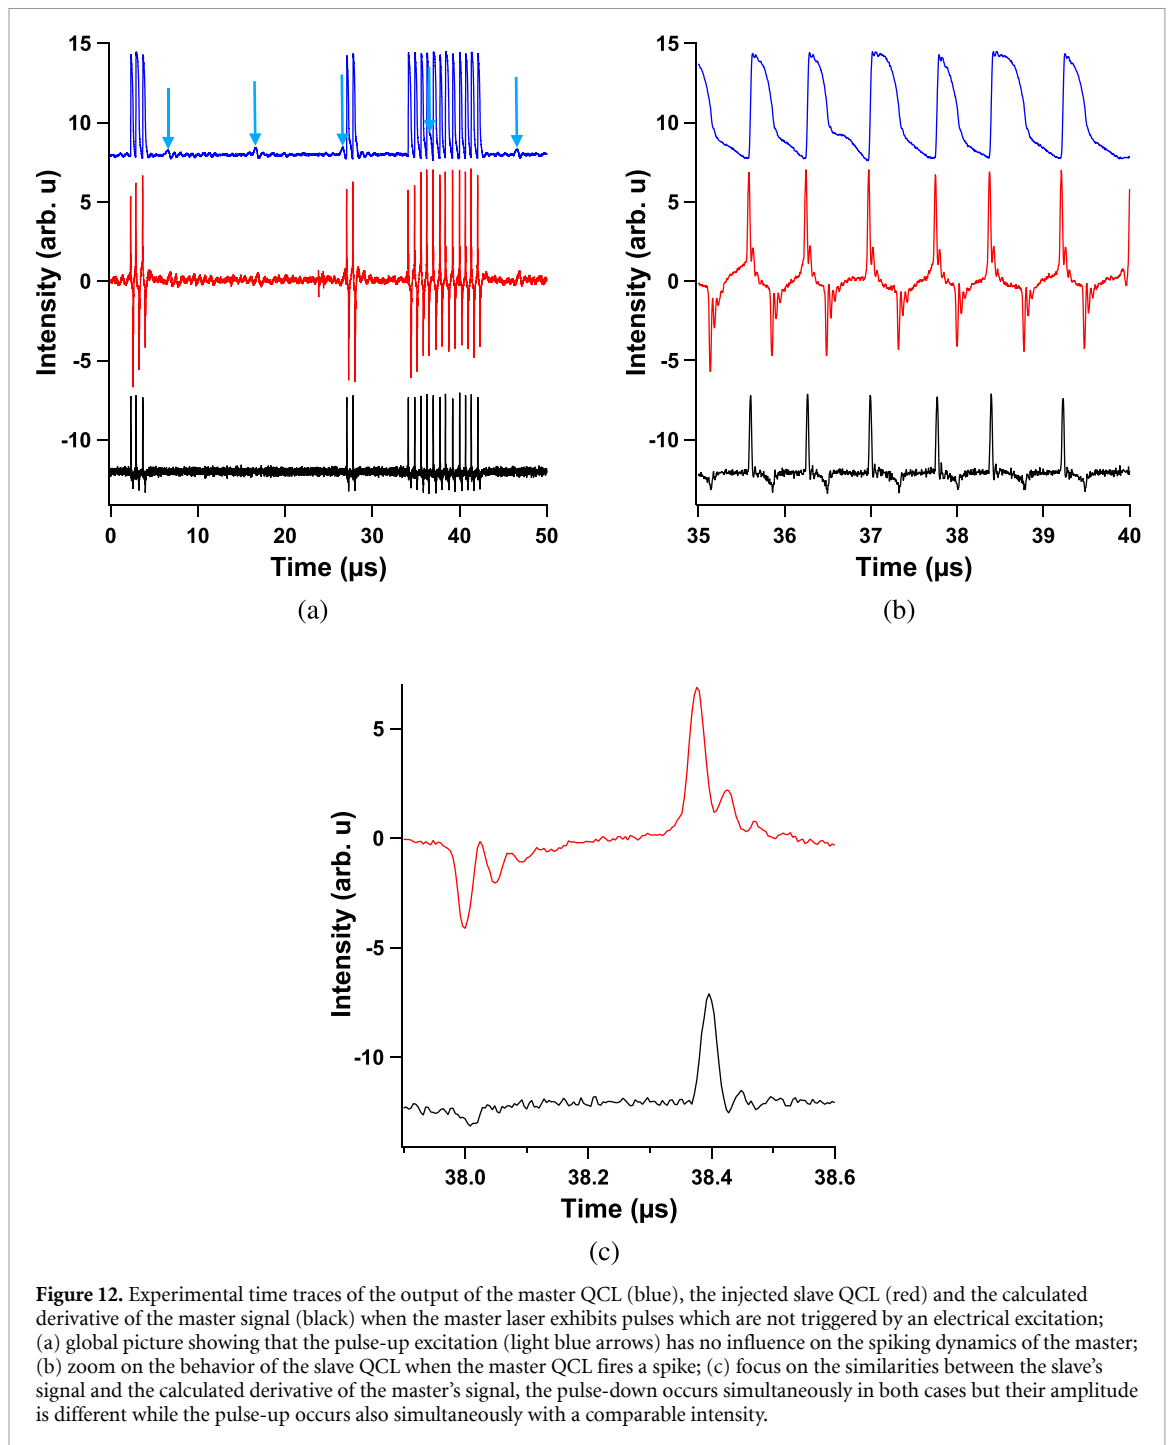 15
10
5
0
-5
-10
Intensity (arb. u)
0 10 20 30 40 50
Time (µs)
(a)
15
10
5
0
-5
-10
Intensity (arb. u)
35 36 37 38 39 40
Time (µs)
(b)
5
0
-5
-10
Intensity (arb. u)
38.0 38.2 38.4 38.6
Time (µs)
(c)
Figure 12. Experimental time traces of the output of the master QCL (blue), the injected slave QCL (red) and the calculated
derivative of the master signal (black) when the master laser exhibits pulses which are not triggered by an electrical excitation;
(a) global picture showing that the pulse-up excitation (light blue arrows) has no influence on the spiking dynamics of the master;
(b) zoom on the behavior of the slave QCL when the master QCL fires a spike; (c) focus on the similarities between the slave's
signal and the calculated derivative of the master's signal, the pulse-down occurs simultaneously in both cases but their amplitude
is different while the pulse-up occurs also simultaneously with a comparable intensity.